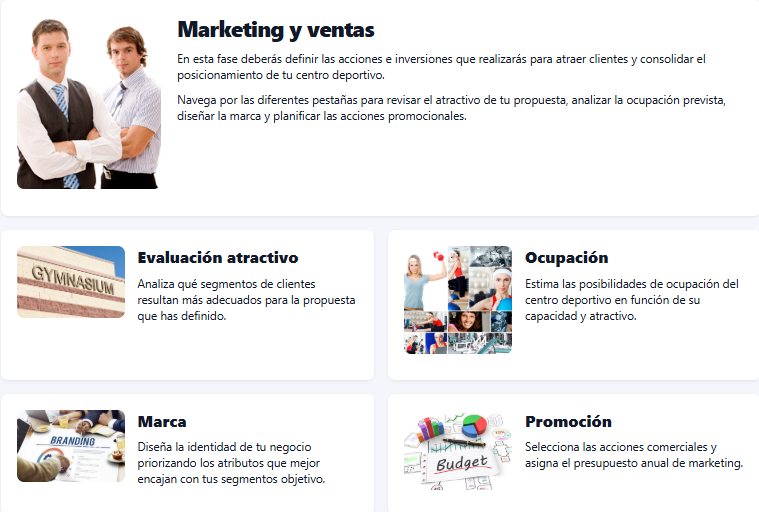 Marketing y ventas
En esta fase deberás definir las acciones e inversiones que realizarás para atraer clientes y consolidar el
posicionamiento de tu centro deportivo.
Navega por las diferentes pestañas para revisar el atractivo de tu propuesta, analizar la ocupación prevista,
diseñar la marca y planificar las acciones promocionales.
GYMNASIUM
Evaluación atractivo
Analiza qué segmentos de clientes
resultan más adecuados para la propuesta
que has definido.
Ocupación
Estima las posibilidades de ocupación del
centro deportivo en función de su
capacidad y atractivo.
BRANDING
Marca
Diseña la identidad de tu negocio
priorizando los atributos que mejor
encajan con tus segmentos objetivo.
Budget
Promoción
Selecciona las acciones comerciales y
asigna el presupuesto anual de marketing.